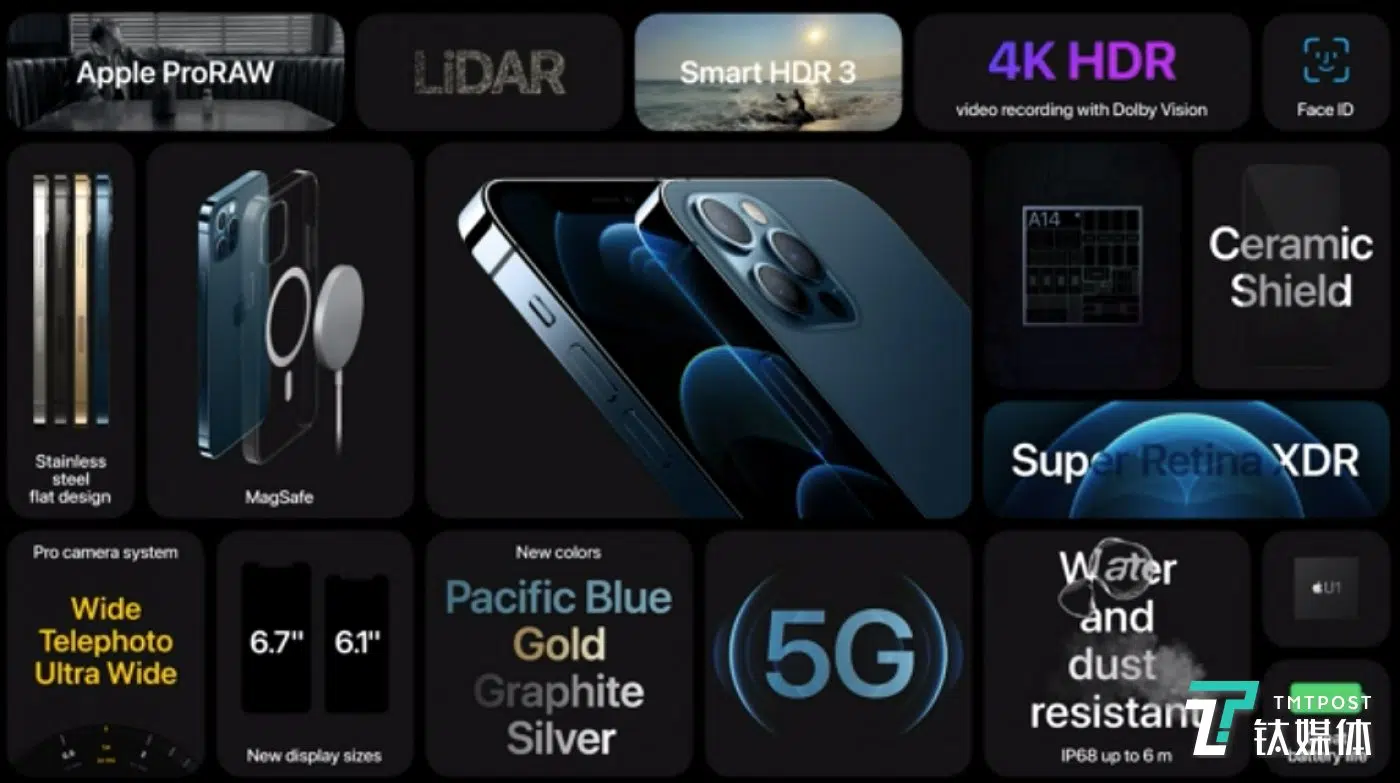 Apple ProRAW
LiDAR
Smart HDR 3
4K HDR
video recording with Dolby Vision
Face ID
Stainless
steel
flat design
MagSafe
A14
Ceramic
Shield
Super Retina XDR
Pro camera system
Wide
Telephoto
Ultra Wide
6.7"
6.1"
New display sizes
New colors
Pacific Blue
Gold
Graphite
Silver
5G
Water
and
dust
resistant
IP68 up to 6 m
U1
battery life
TMTPOST
钛媒体